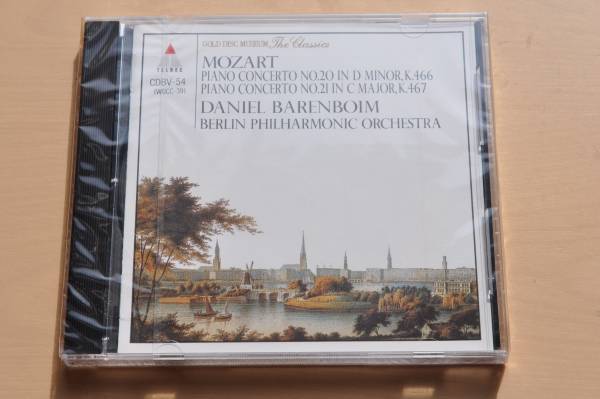 GOLD DISC MUSEUM The Classics
TELDEC
CDBV-54
(WQCC-39)
MOZART
PIANO CONCERTO NO.20 IN D MINOR,K.466
PIANO CONCERTO NO.21 IN C MAJOR,K.467
DANIEL BARENBOIM
BERLIN PHILHARMONIC ORCHESTRA